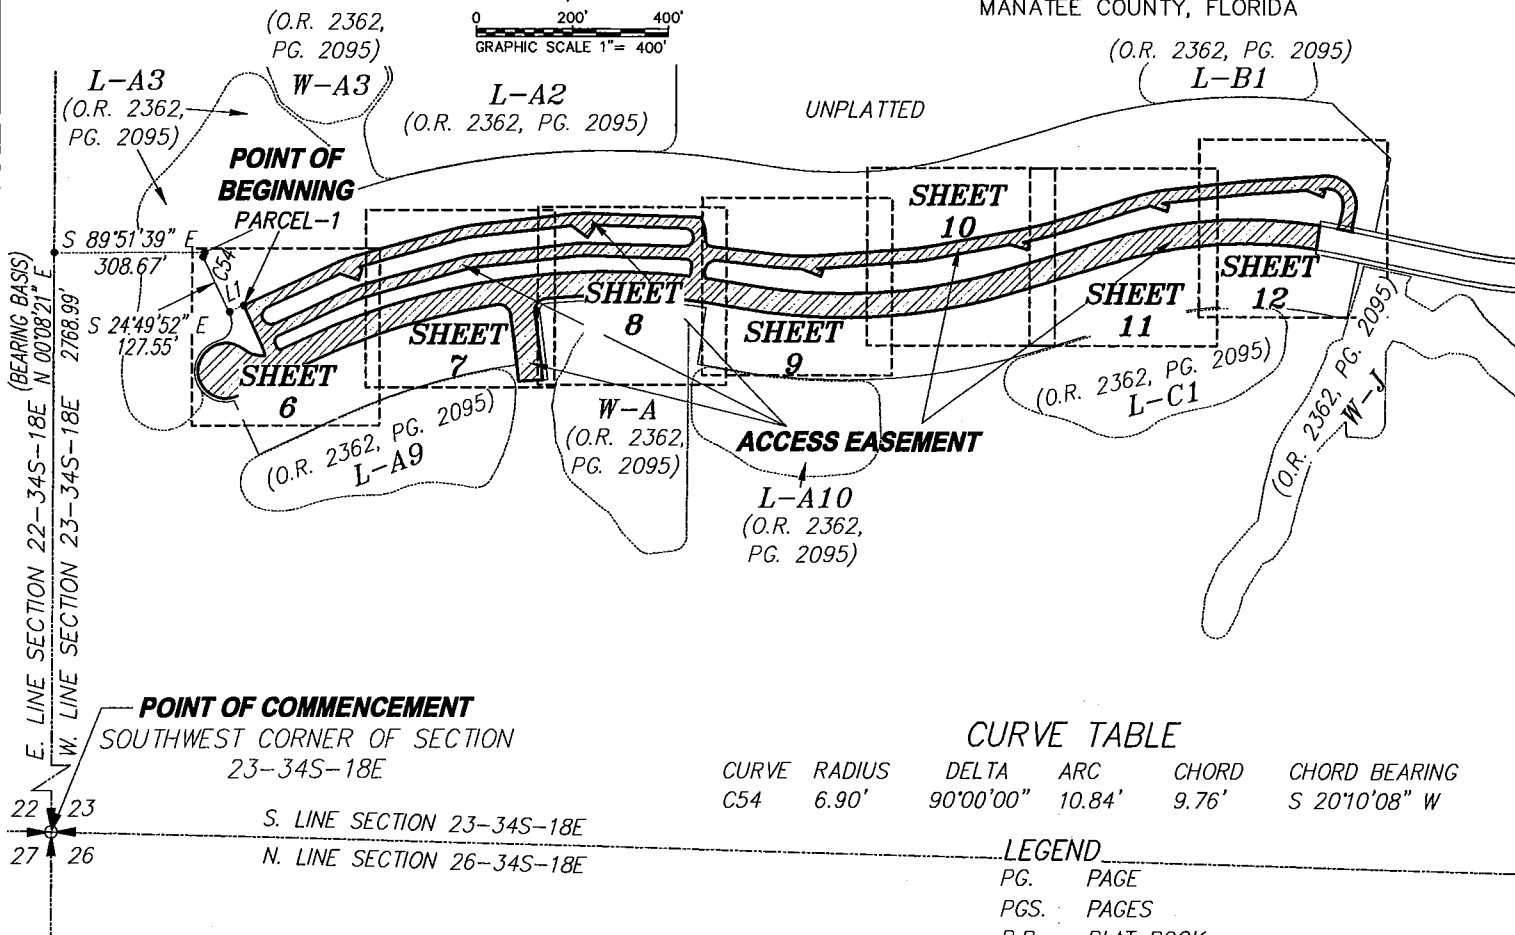 MANATEE COUNTY, FLORIDA
(O.R. 2362,
PG. 2095)
W-A3
0 200' 400'
GRAPHIC SCALE 1"= 400'
(O.R. 2362, PG. 2095)
L-B1
L-A3
(O.R. 2362,
PG. 2095)
L-A2
(O.R. 2362, PG. 2095)
UNPLATTED
POINT OF
BEGINNING
PARCEL-1
S 89°51'39" E
308.67'
C54
L1
S 24°49'52" E
127.55'
SHEET
6
SHEET
7
SHEET
8
SHEET
9
SHEET
10
SHEET
11
SHEET
12
(BEARING BASIS)
N 00°08'21" E
2768.99'
E. LINE SECTION 22-34S-18E
W. LINE SECTION 23-34S-18E
(O.R. 2362, PG. 2095)
L-A9
W-A
(O.R. 2362,
PG. 2095)
ACCESS EASEMENT
L-A10
(O.R. 2362,
PG. 2095)
(O.R. 2362, PG. 2095)
L-C1
(O.R. 2362, PG. 2095)
W-J
POINT OF COMMENCEMENT
SOUTHWEST CORNER OF SECTION
23-34S-18E
22 23
27 26
S. LINE SECTION 23-34S-18E
N. LINE SECTION 26-34S-18E
CURVE TABLE
CURVE RADIUS DELTA ARC CHORD CHORD BEARING
C54 6.90' 90°00'00" 10.84' 9.76' S 20°10'08" W
LEGEND
PG. PAGE
PGS. PAGES